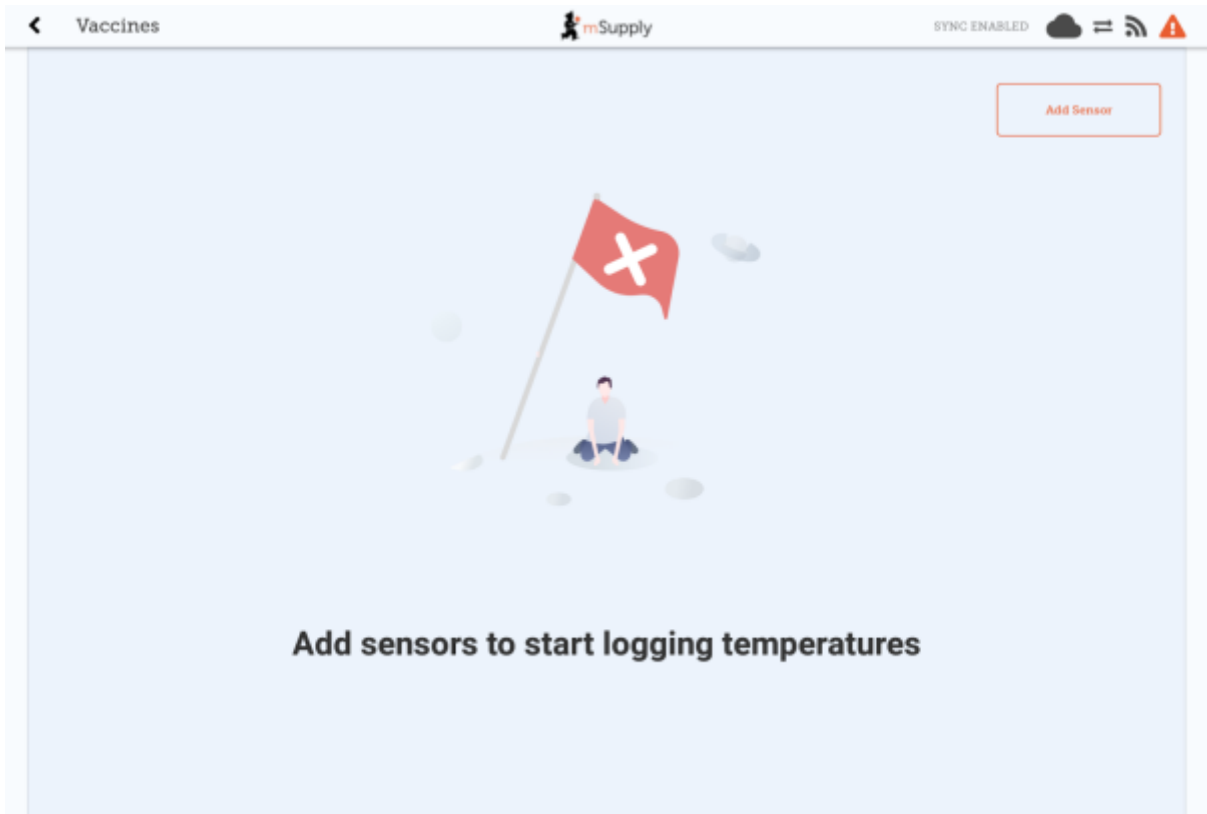 Vaccines
mSupply
SYNC ENABLED
Add Sensor
Add sensors to start logging temperatures